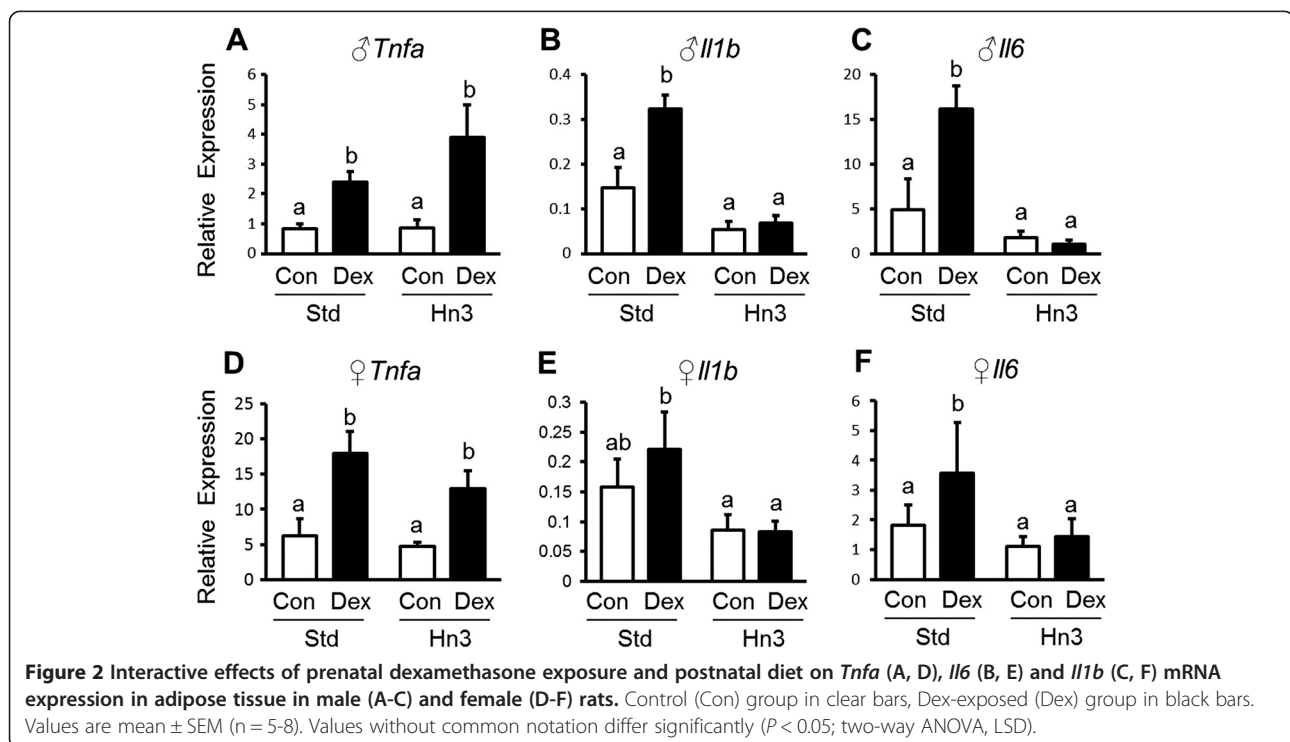 A ♂Tnfa
B ♂Il1b
C ♂Il6
Relative Expression
6
5
4
3
2
1
0
a
b
a
b
Con Dex Con Dex
Std Hn3
0.4
0.3
0.2
0.1
0
a
b
a
a
Con Dex Con Dex
Std Hn3
20
15
10
5
0
a
b
a
a
Con Dex Con Dex
Std Hn3
D ♀Tnfa
E ♀Il1b
F ♀Il6
Relative Expression
25
20
15
10
5
0
a
b
a
b
Con Dex Con Dex
Std Hn3
0.3
0.25
0.2
0.15
0.1
0.05
0
ab
b
a
a
Con Dex Con Dex
Std Hn3
6
5
4
3
2
1
0
a
b
a
a
Con Dex Con Dex
Std Hn3
Figure 2 Interactive effects of prenatal dexamethasone exposure and postnatal diet on Tnfa (A, D), Il6 (B, E) and Il1b (C, F) mRNA
expression in adipose tissue in male (A-C) and female (D-F) rats. Control (Con) group in clear bars, Dex-exposed (Dex) group in black bars.
Values are mean ± SEM (n = 5-8). Values without common notation differ significantly (P < 0.05; two-way ANOVA, LSD).